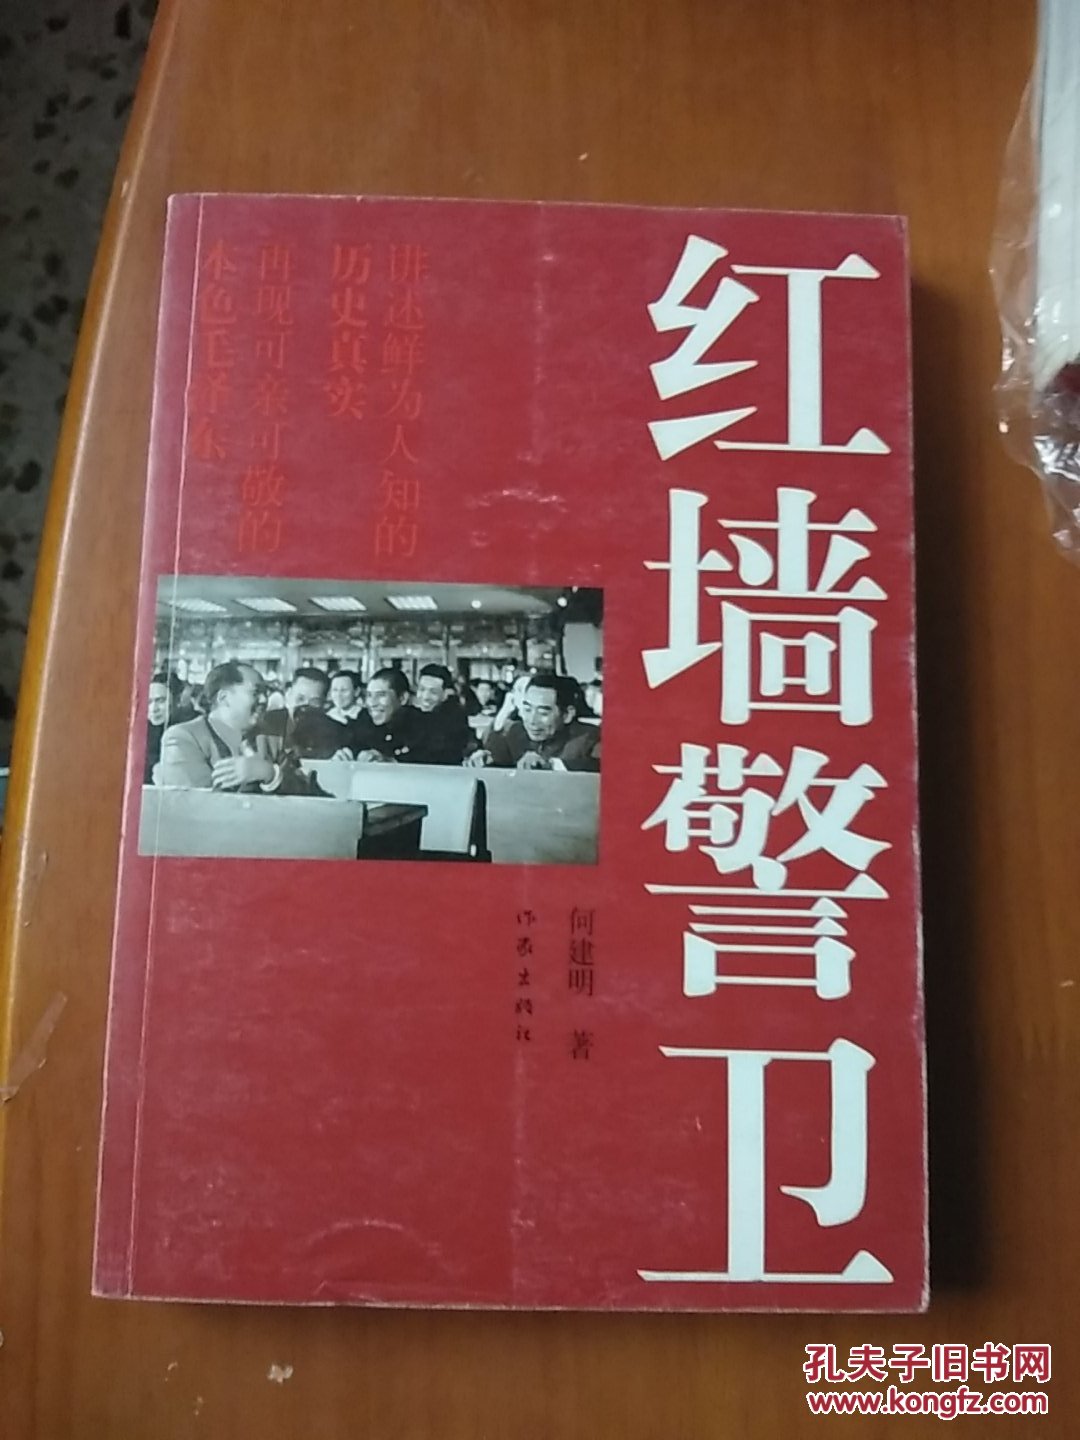 红墙警卫
讲述鲜为人知的
历史真实
再现可亲可敬的
本色毛泽东
何建明 著
作家出版社
孔夫子旧书网
www.kongfz.com